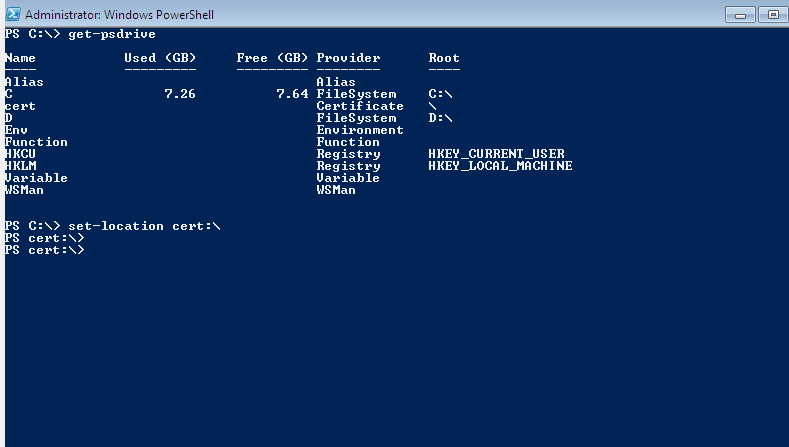 Administrator: Windows PowerShell
PS C:\> get-psdrive
Name           Used (GB)     Free (GB) Provider      Root
----           ---------     --------- --------      ----
Alias                                  Alias
C                   7.26          7.64 FileSystem    C:\
cert                                   Certificate   \
D                                      FileSystem    D:\
Env                                    Environment
Function                               Function
HKCU                                   Registry      HKEY_CURRENT_USER
HKLM                                   Registry      HKEY_LOCAL_MACHINE
Variable                               Variable
WSMan                                  WSMan
PS C:\> set-location cert:\
PS cert:\>
PS cert:\>